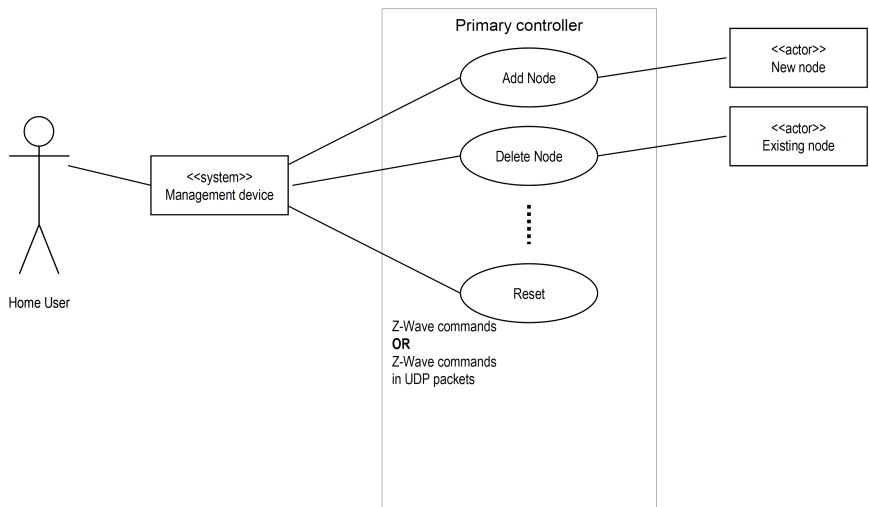 Primary controller
Add Node
<<actor>>
New node
Delete Node
<<actor>>
Existing node
<<system>>
Management device
Home User
Reset
Z-Wave commands
OR
Z-Wave commands
in UDP packets